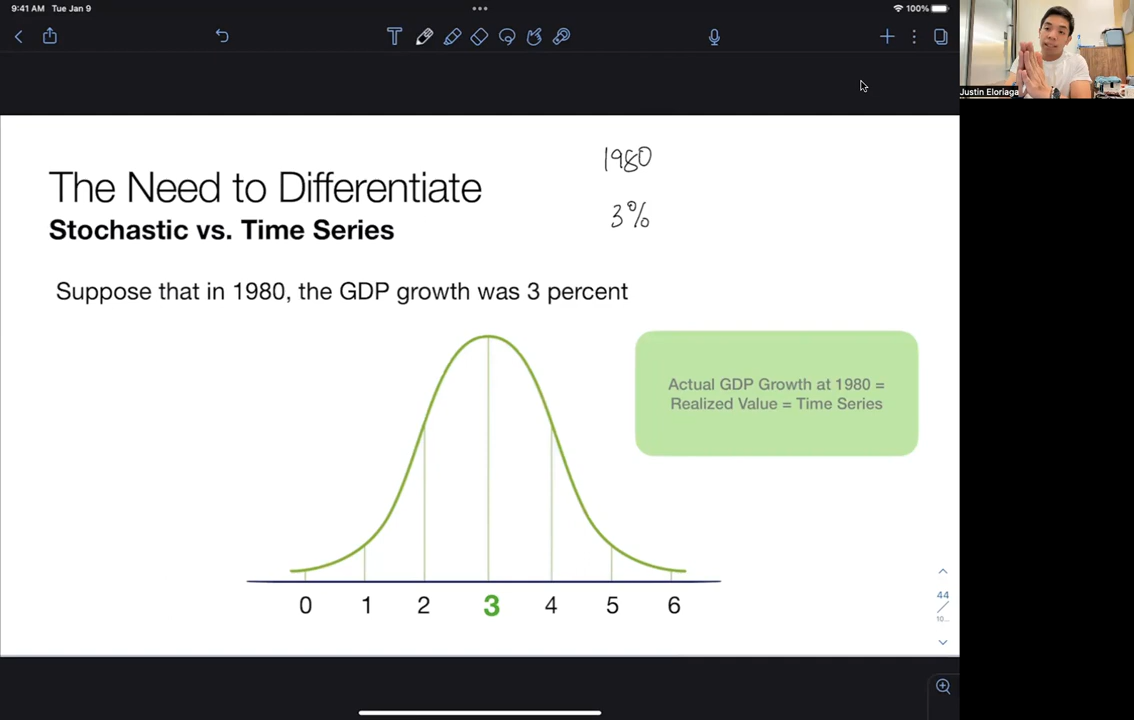 9:41 AM Tue Jan 9
100%
Justin Eloriaga
1980
3%
The Need to Differentiate
Stochastic vs. Time Series
Suppose that in 1980, the GDP growth was 3 percent
Actual GDP Growth at 1980 =
Realized Value = Time Series
0 1 2 3 4 5 6
44
10...